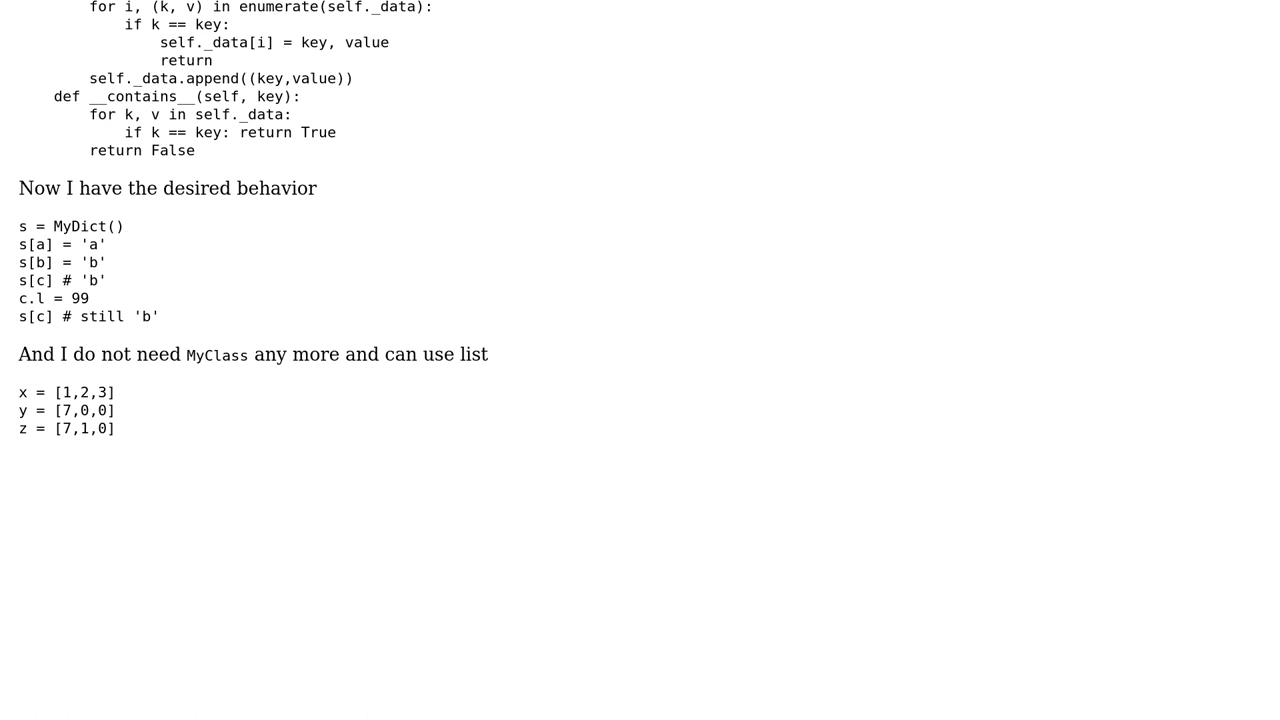 for i, (k, v) in enumerate(self._data):
            if k == key:
                self._data[i] = key, value
                return
        self._data.append((key,value))
    def __contains__(self, key):
        for k, v in self._data:
            if k == key: return True
        return False
Now I have the desired behavior
s = MyDict()
s[a] = 'a'
s[b] = 'b'
s[c] # 'b'
c.l = 99
s[c] # still 'b'
And I do not need MyClass any more and can use list
x = [1,2,3]
y = [7,0,0]
z = [7,1,0]